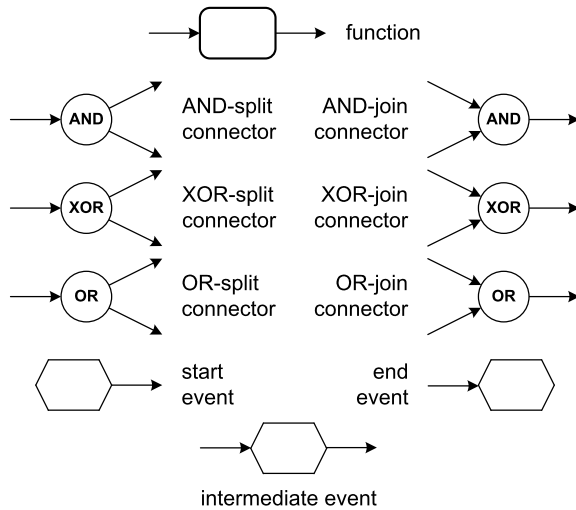 function
AND
AND-split
connector
AND-join
connector
AND
XOR
XOR-split
connector
XOR-join
connector
XOR
OR
OR-split
connector
OR-join
connector
OR
start
event
end
event
intermediate event